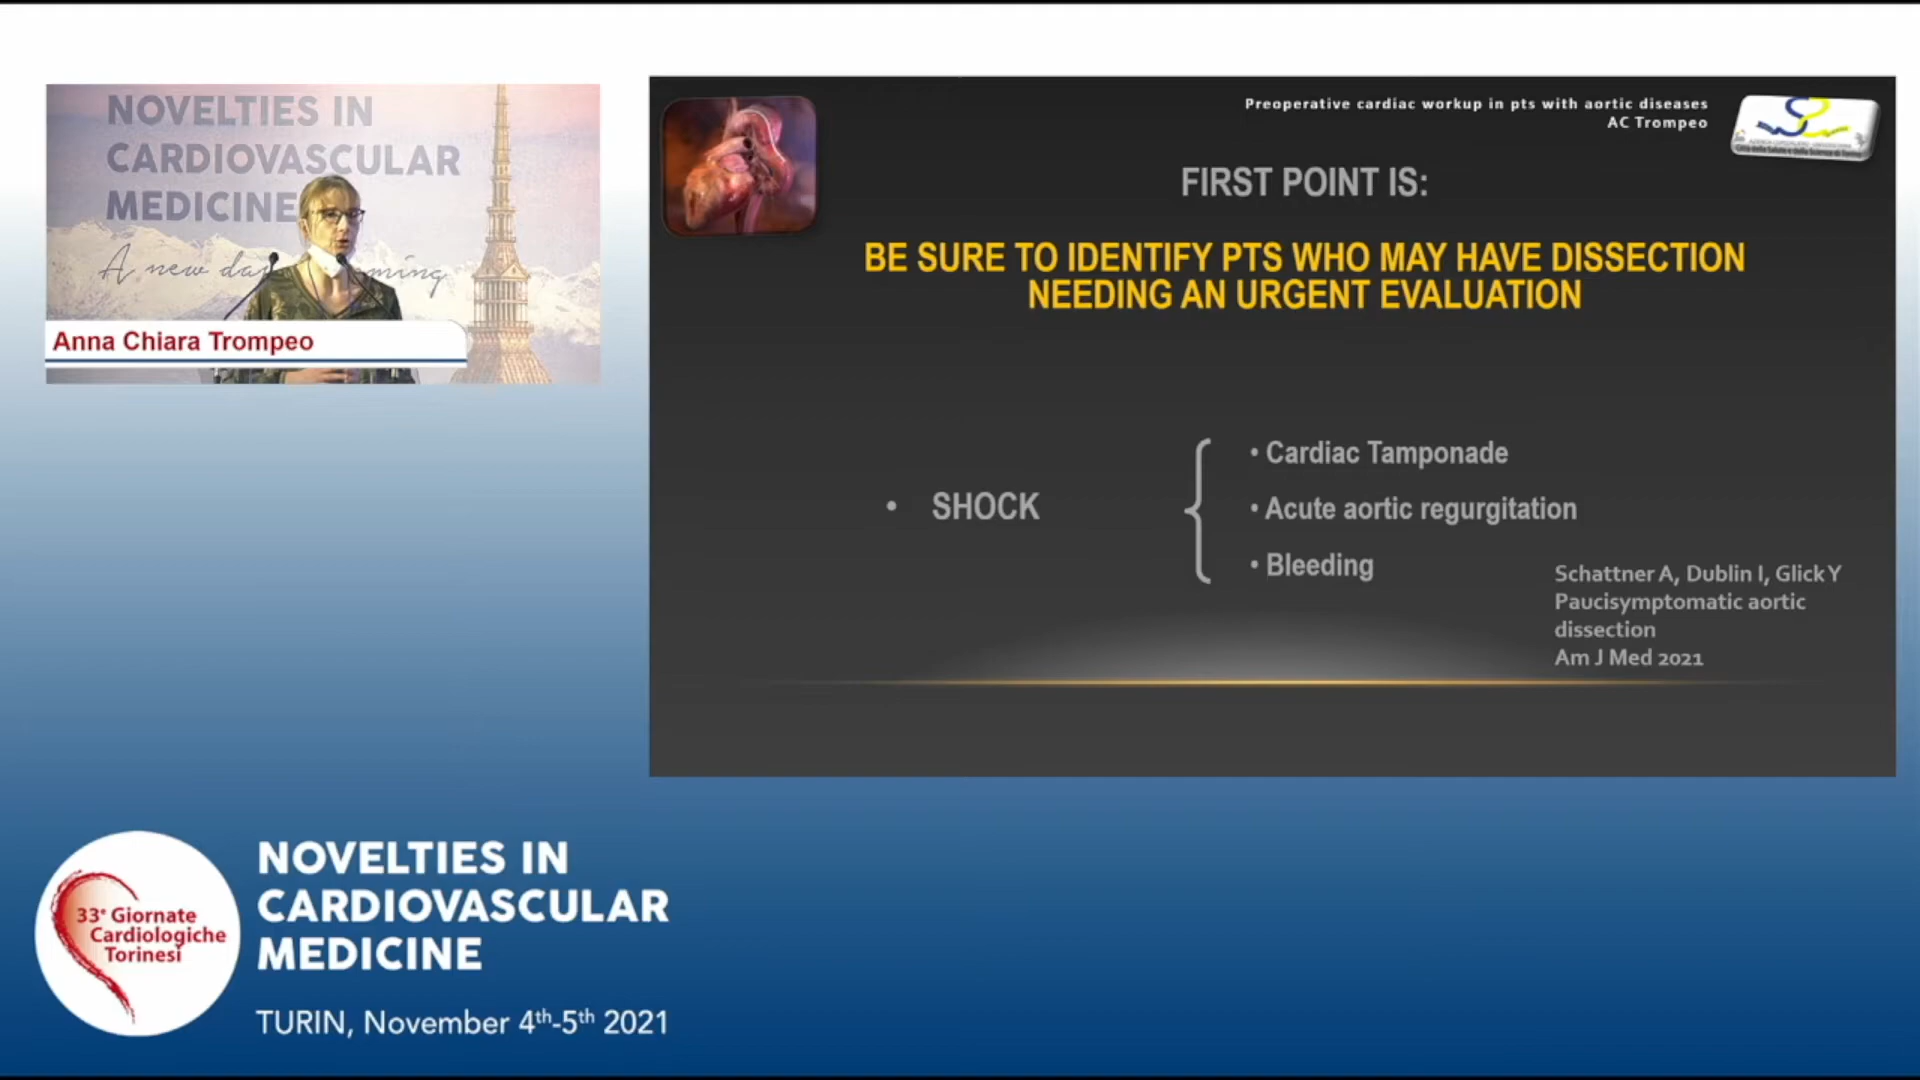 NOVELTIES IN
CARDIOVASCULAR
MEDICINE
A new da ming
Anna Chiara Trompeo
Preoperative cardiac workup in pts with aortic diseases
AC Trompeo
FIRST POINT IS:
BE SURE TO IDENTIFY PTS WHO MAY HAVE DISSECTION
NEEDING AN URGENT EVALUATION
• SHOCK
• Cardiac Tamponade
• Acute aortic regurgitation
• Bleeding
Schattner A, Dublin I, Glick Y
Paucisymptomatic aortic
dissection
Am J Med 2021
33° Giornate
Cardiologiche
Torinesi
NOVELTIES IN
CARDIOVASCULAR
MEDICINE
TURIN, November 4th-5th 2021